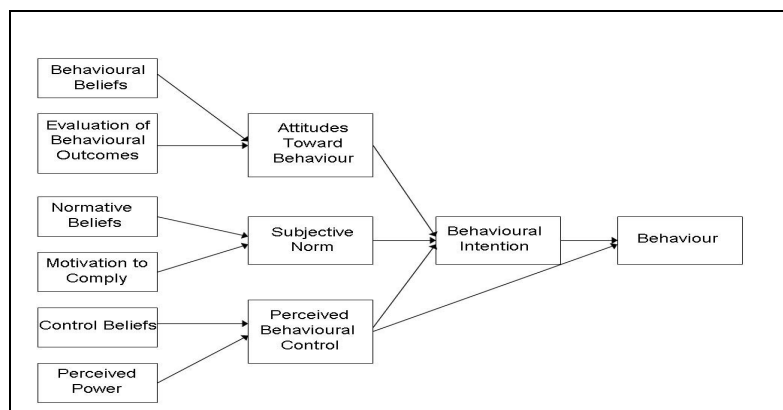 Behavioural
Beliefs
Evaluation of
Behavioural
Outcomes
Attitudes
Toward
Behaviour
Normative
Beliefs
Motivation to
Comply
Subjective
Norm
Behavioural
Intention
Behaviour
Control Beliefs
Perceived
Power
Perceived
Behavioural
Control